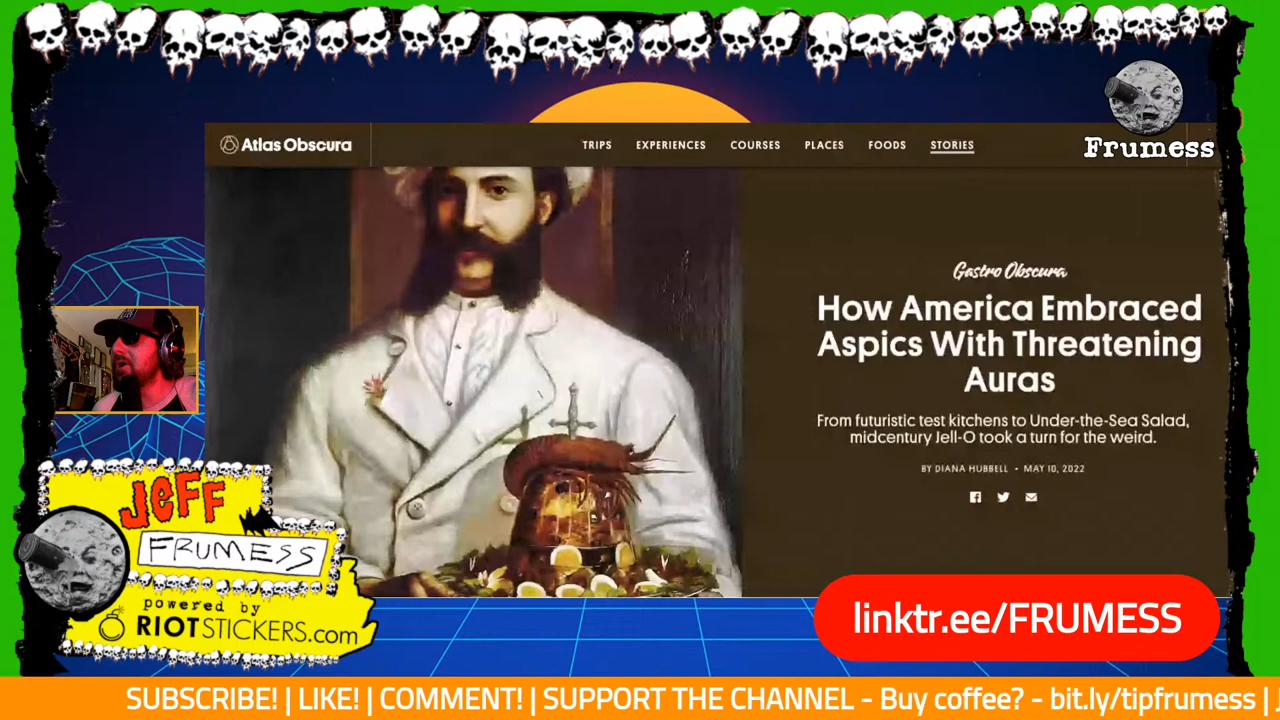 Atlas Obscura
TRIPS EXPERIENCES COURSES PLACES FOODS STORIES
Frumess
Gastro Obscura
How America Embraced
Aspics With Threatening
Auras
From futuristic test kitchens to Under-the-Sea Salad,
midcentury Jell-O took a turn for the weird.
BY DIANA HUBBELL • MAY 10, 2022
JEFF
FRUMESS
powered by
RIOTSTICKERS.com
linktr.ee/FRUMESS
SUBSCRIBE! | LIKE! | COMMENT! | SUPPORT THE CHANNEL - Buy coffee? - bit.ly/tipfrumess |